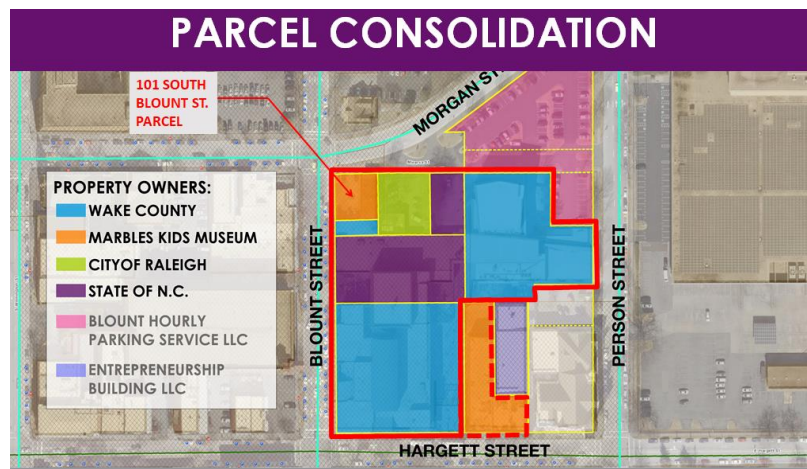 PARCEL CONSOLIDATION
101 SOUTH
BLOUNT ST.
PARCEL
MORGAN ST
PROPERTY OWNERS:
WAKE COUNTY
MARBLES KIDS MUSEUM
CITYOF RALEIGH
STATE OF N.C.
BLOUNT HOURLY
PARKING SERVICE LLC
ENTREPRENEURSHIP
BUILDING LLC
BLOUNT STREET
PERSON STREET
HARGETT STREET